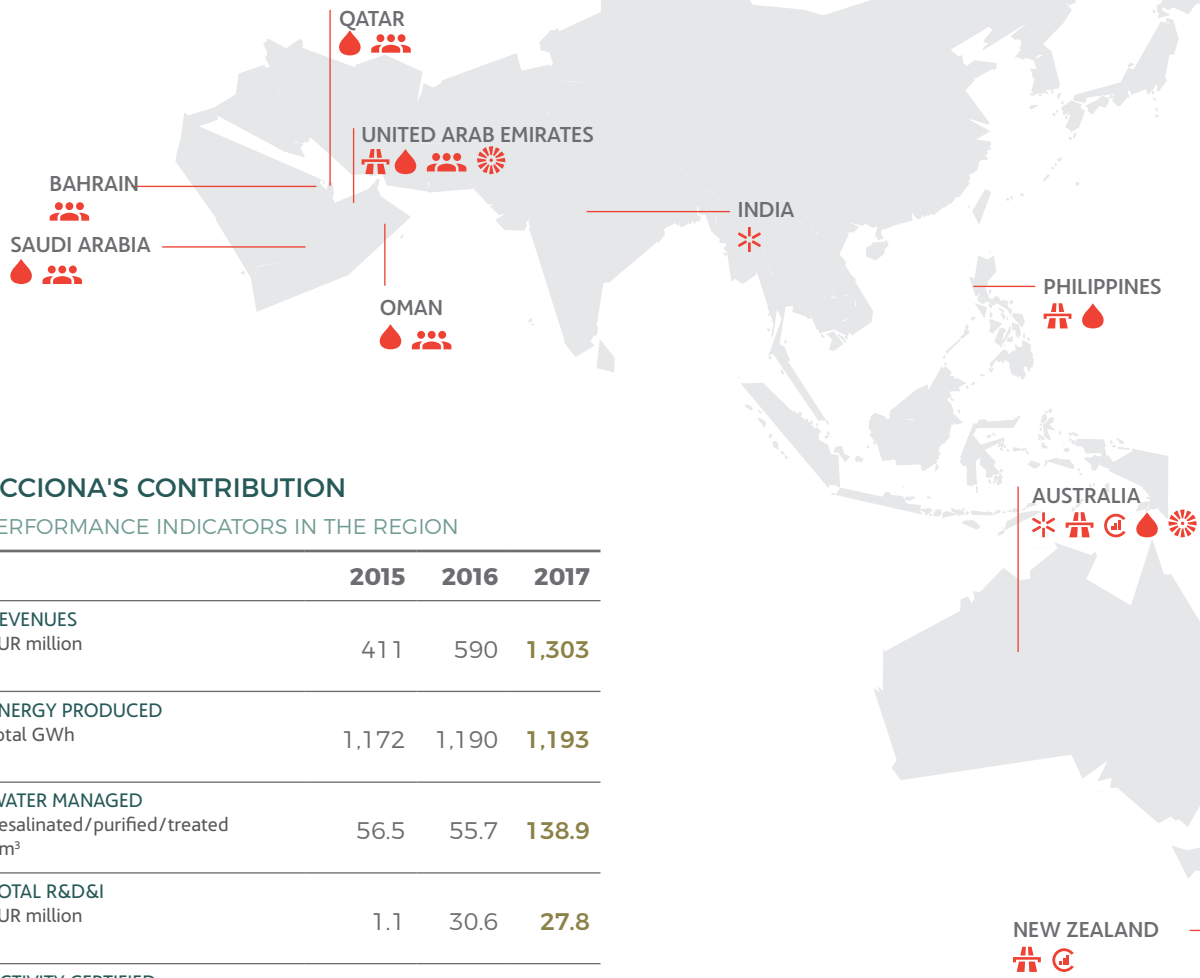 QATAR
UNITED ARAB EMIRATES
BAHRAIN
INDIA
SAUDI ARABIA
PHILIPPINES
OMAN
CCIONA'S CONTRIBUTION
ERFORMANCE INDICATORS IN THE REGION
AUSTRALIA
2015 2016 2017
EVENUES
UR million
411 590 1,303
NERGY PRODUCED
otal GWh
1,172 1,190 1,193
WATER MANAGED
esalinated/purified/treated
m³
56.5 55.7 138.9
OTAL R&D&I
UR million
1.1 30.6 27.8
NEW ZEALAND